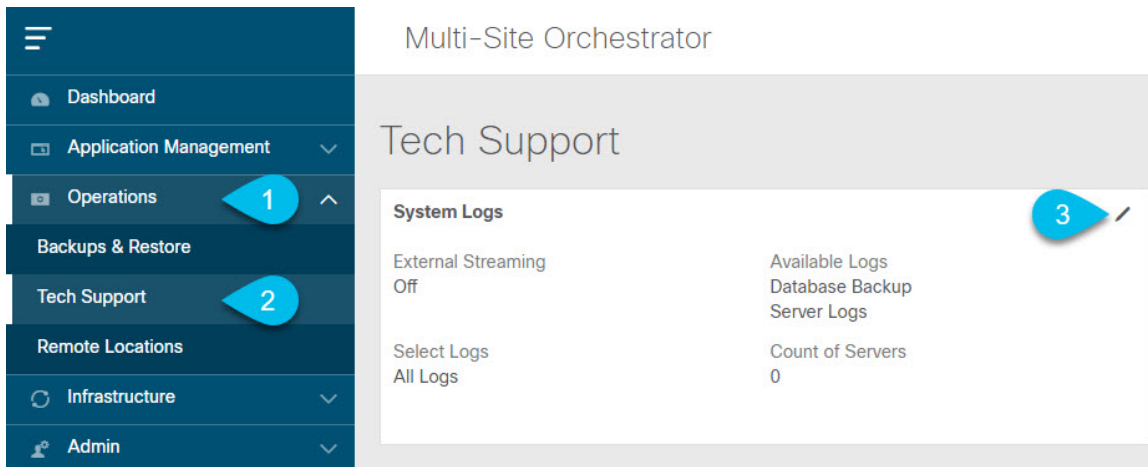 Multi-Site Orchestrator
Dashboard
Application Management
Operations
1
Backups & Restore
Tech Support
2
Remote Locations
Infrastructure
Admin
Tech Support
System Logs
3
External Streaming
Off
Available Logs
Database Backup
Server Logs
Select Logs
All Logs
Count of Servers
0